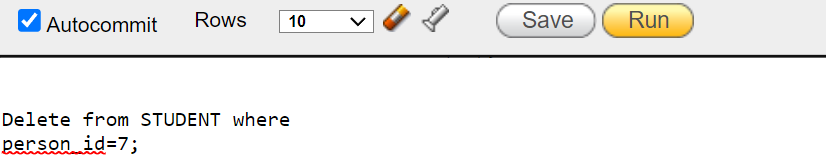 Autocommit Rows 10 Save Run
Delete from STUDENT where
person_id=7;